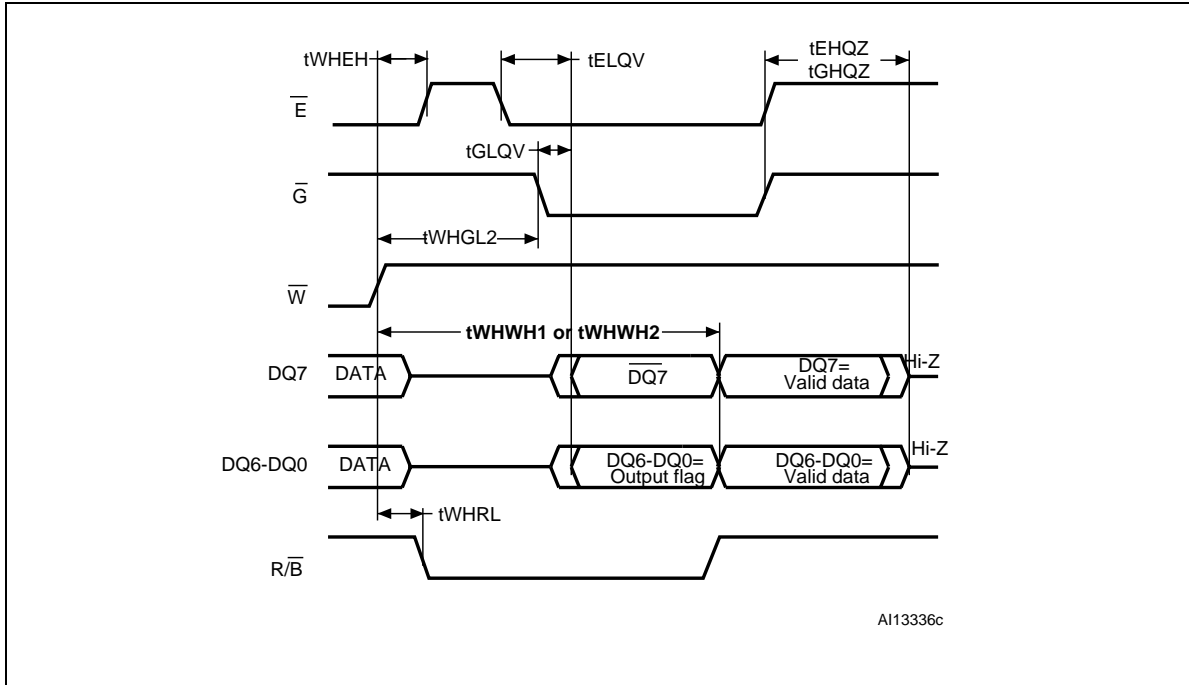 tEHQZ
tWHEH
tELQV
tGHQZ
E̅
tGLQV
G̅
tWHGL2
W̅
tWHWH1 or tWHWH2
DQ7
DATA
D̅Q̅7̅
DQ7=
Valid data
Hi-Z
DQ6-DQ0
DATA
DQ6-DQ0=
Output flag
DQ6-DQ0=
Valid data
Hi-Z
tWHRL
R/B̅
AI13336c